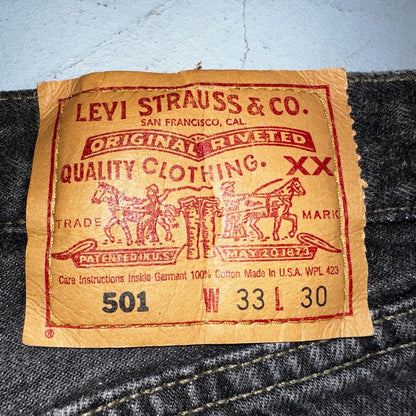 LEVI STRAUSS & CO.
SAN FRANCISCO, CAL.
ORIGINAL RIVETED
QUALITY CLOTHING. XX
TRADE MARK
PATENTED IN U.S. MAY 20 1873
Care Instructions Inside Garment 100% Cotton Made In U.S.A. WPL 423
501 W 33 L 30
®